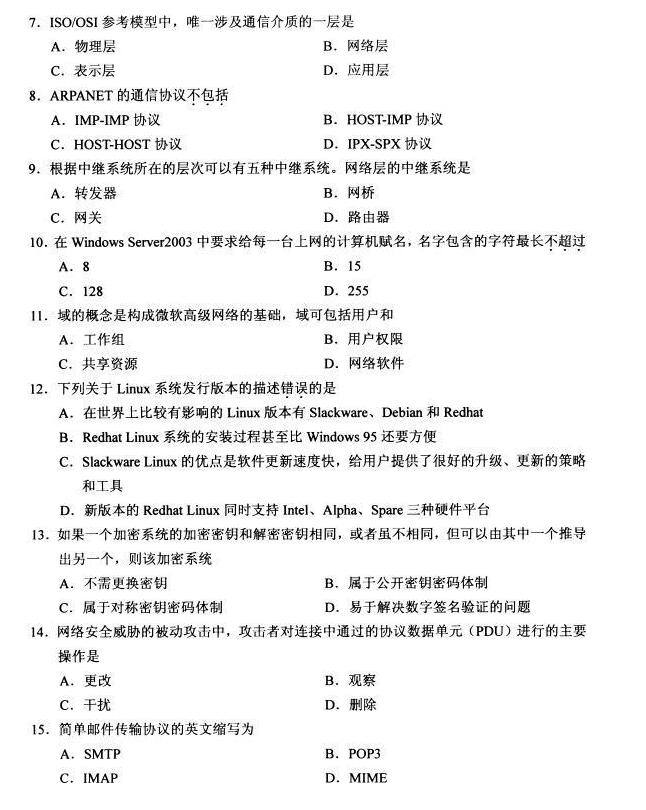 7．ISO/OSI 参考模型中，唯一涉及通信介质的一层是
A．物理层 B．网络层
C．表示层 D．应用层
8．ARPANET 的通信协议不包括
A．IMP-IMP 协议 B．HOST-IMP 协议
C．HOST-HOST 协议 D．IPX-SPX 协议
9．根据中继系统所在的层次可以有五种中继系统。网络层的中继系统是
A．转发器 B．网桥
C．网关 D．路由器
10．在 Windows Server2003 中要求给每一台上网的计算机赋名，名字包含的字符最长不超过
A．8 B．15
C．128 D．255
11．域的概念是构成微软高级网络的基础，域可包括用户和
A．工作组 B．用户权限
C．共享资源 D．网络软件
12．下列关于 Linux 系统发行版本的描述错误的是
A．在世界上比较有影响的 Linux 版本有 Slackware、Debian 和 Redhat
B．Redhat Linux 系统的安装过程甚至比 Windows 95 还要方便
C．Slackware Linux 的优点是软件更新速度快，给用户提供了很好的升级、更新的策略
和工具
D．新版本的 Redhat Linux 同时支持 Intel、Alpha、Spare 三种硬件平台
13．如果一个加密系统的加密密钥和解密密钥相同，或者虽不相同，但可以由其中一个推导
出另一个，则该加密系统
A．不需更换密钥 B．属于公开密钥密码体制
C．属于对称密钥密码体制 D．易于解决数字签名验证的问题
14．网络安全威胁的被动攻击中，攻击者对连接中通过的协议数据单元（PDU）进行的主要
操作是
A．更改 B．观察
C．干扰 D．删除
15．简单邮件传输协议的英文缩写为
A．SMTP B．POP3
C．IMAP D．MIME